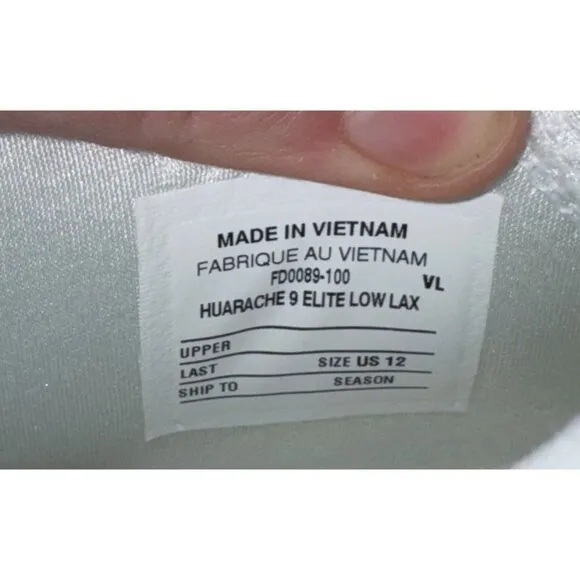 MADE IN VIETNAM
FABRIQUE AU VIETNAM
FD0089-100 VL
HUARACHE 9 ELITE LOW LAX
UPPER
LAST SIZE US 12
SHIP TO SEASON